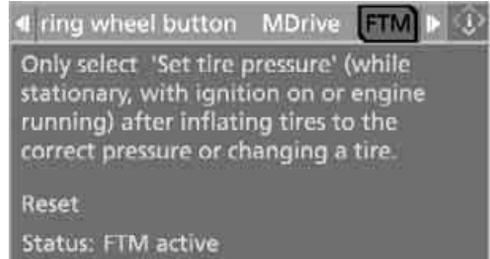 ring wheel button MDrive FTM
Only select 'Set tire pressure' (while
stationary, with ignition on or engine
running) after inflating tires to the
correct pressure or changing a tire.
Reset
Status: FTM active